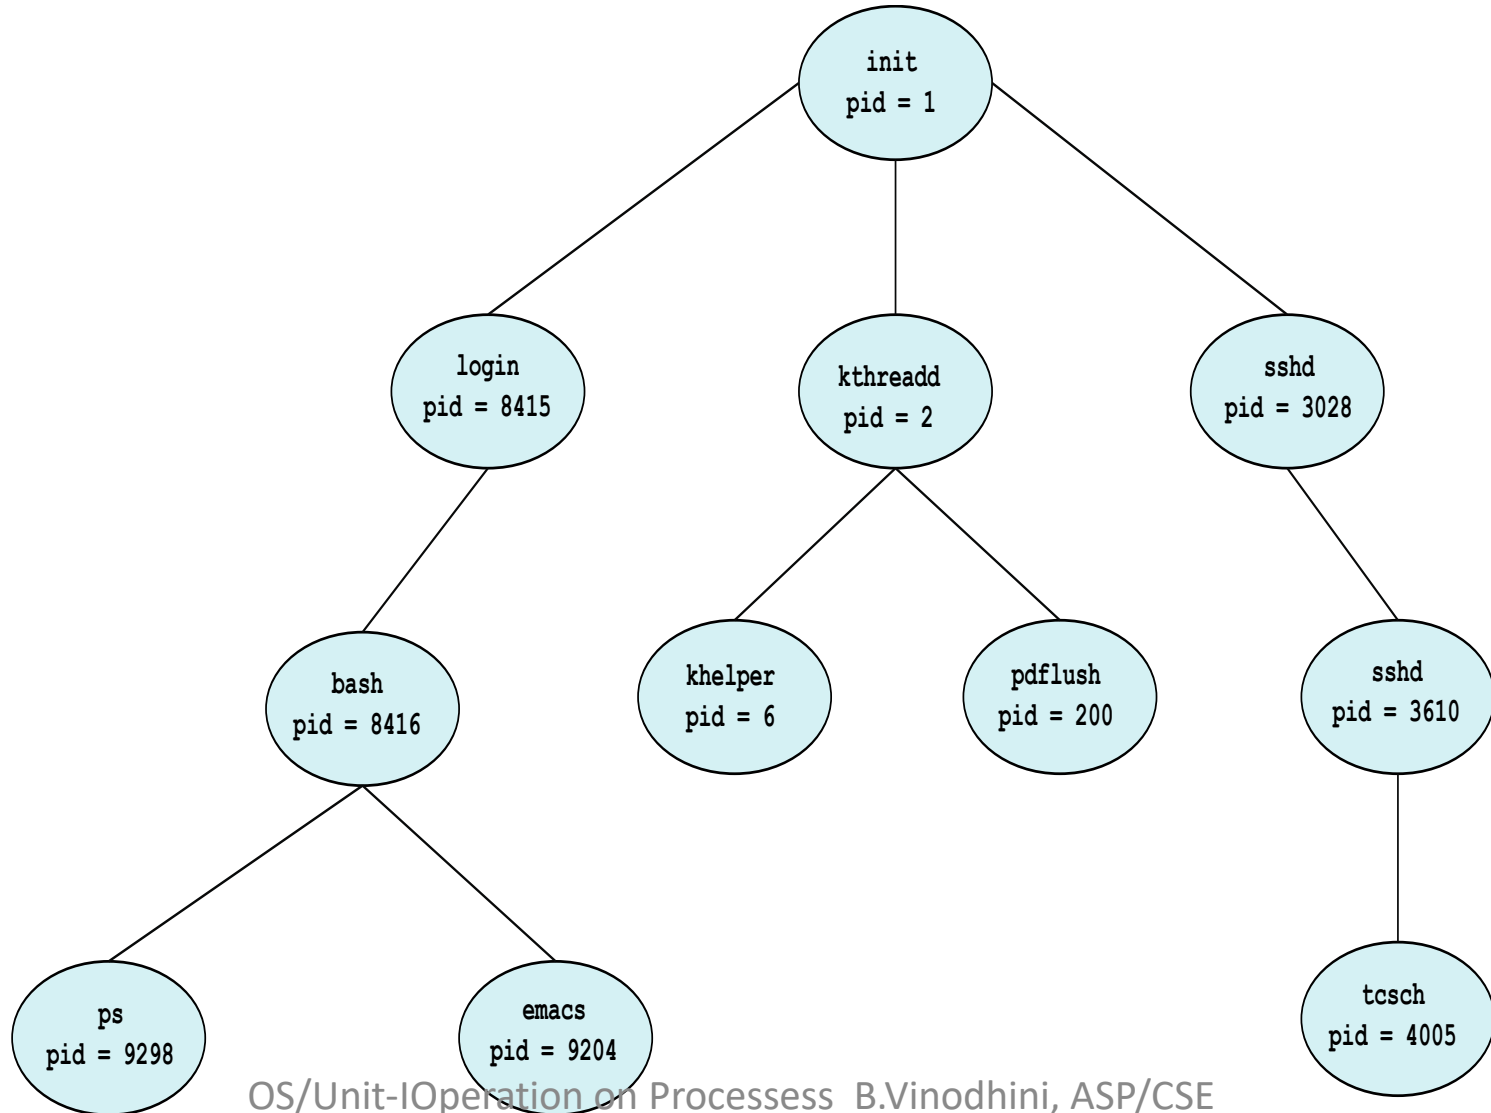 init
pid = 1
login
pid = 8415
kthreadd
pid = 2
sshd
pid = 3028
bash
pid = 8416
khelper
pid = 6
pdflush
pid = 200
sshd
pid = 3610
ps
pid = 9298
emacs
pid = 9204
tcsch
pid = 4005
OS/Unit-IOperation on Processess B.Vinodhini, ASP/CSE